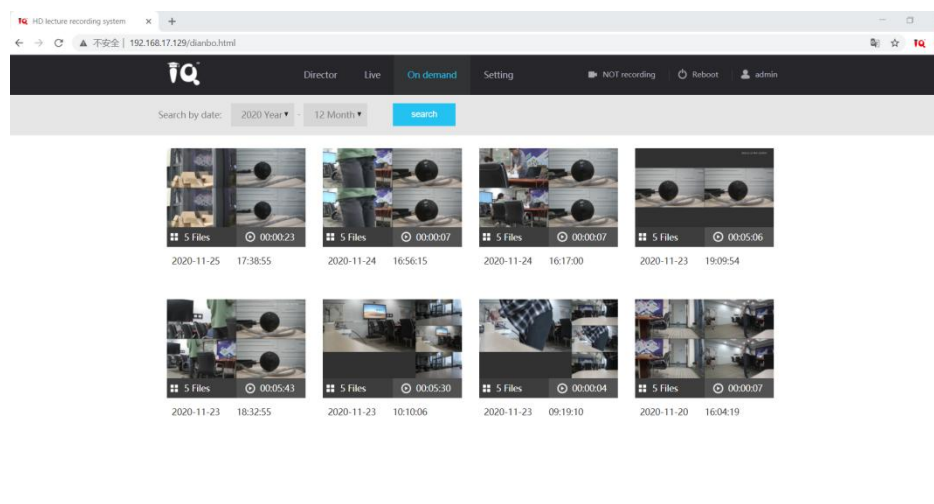 IQ HD lecture recording system × +
← → C ▲ 不安全 | 192.168.17.129/dianbo.html
IQ
IQ Director Live On demand Setting NOT recording Reboot admin
Search by date: 2020 Year - 12 Month search
5 Files 00:00:23 5 Files 00:00:07 5 Files 00:00:07 5 Files 00:05:06
2020-11-25 17:38:55 2020-11-24 16:56:15 2020-11-24 16:17:00 2020-11-23 19:09:54
5 Files 00:05:43 5 Files 00:05:30 5 Files 00:00:04 5 Files 00:00:07
2020-11-23 18:32:55 2020-11-23 10:10:06 2020-11-23 09:19:10 2020-11-20 16:04:19